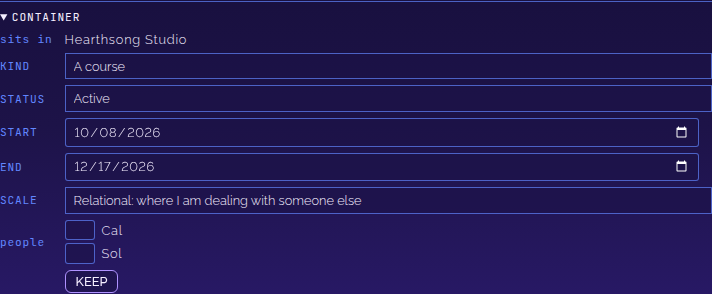 ▼ CONTAINER
sits in Hearthsong Studio
KIND A course
STATUS Active
START 10/08/2026
END 12/17/2026
SCALE Relational: where I am dealing with someone else
people Cal
Sol
KEEP